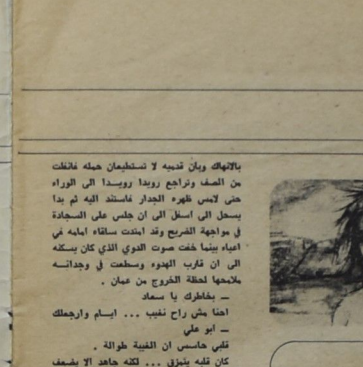 بالانهاك وبان قدميه لا تستطيعان حمله فانفلت
من الصف وتراجع رويدا رويدا الى الوراء
حتى لامس ظهره الجدار فاستند اليه ثم بدا
يسحل الى اسفل الى ان جلس على السجادة
في مواجهة الضريح وقد امتدت ساقاه امامه في
اعياء بينما خفت صوت الدوي الذي كان يسكنه
الى ان قارب الهدوء وسطعت في وجدانه
ملامحها لحظة الخروج من عمان .
ـ بخاطرك يا سعاد
احنا مش راح نغيب ... ايام وارجعلك
ـ ابو علي
قلبي حاسس ان الغيبة طوالة .
كان قلبه يتمزق ... لكنه جاهد الا يضعف